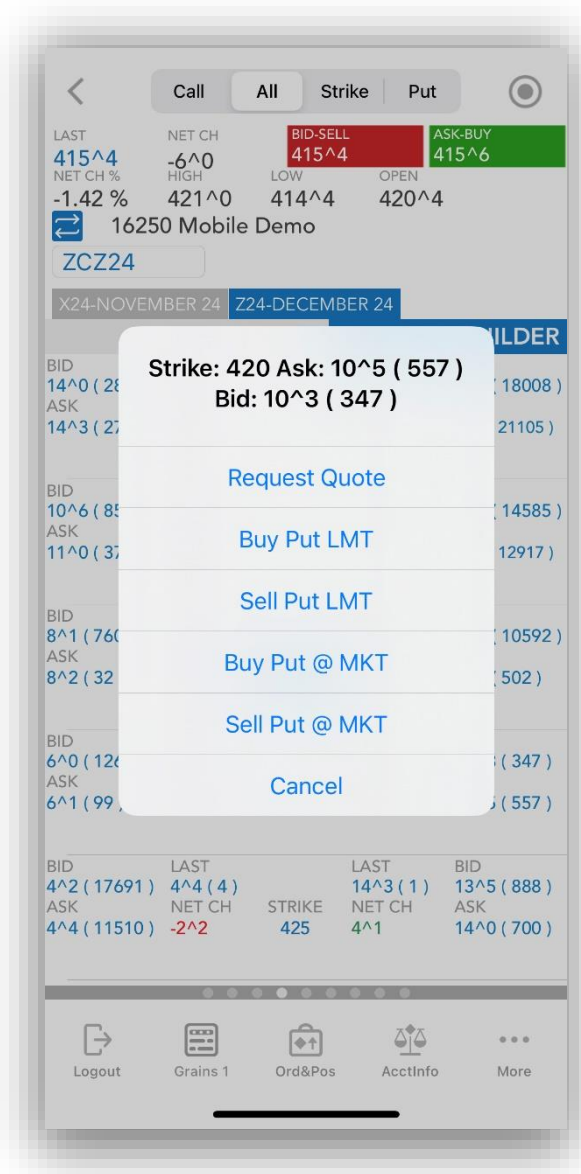 Call All Strike Put
LAST NET CH BID-SELL ASK-BUY
415^4 -6^0 415^4 415^6
NET CH % HIGH LOW OPEN
-1.42 % 421^0 414^4 420^4
16250 Mobile Demo
ZCZ24
X24-NOVEMBER 24 Z24-DECEMBER 24
Strike: 420 Ask: 10^5 ( 557 )
Bid: 10^3 ( 347 )
Request Quote
Buy Put LMT
Sell Put LMT
Buy Put @ MKT
Sell Put @ MKT
Cancel
BID
14^0 18008 )
ASK
14^3 21105 )
BID
10^6 14585 )
ASK
11^0 12917 )
BID
8^1 10592 )
ASK
8^2 ( 32 502 )
BID
6^0 ( 347 )
ASK
6^1 ( 99 ( 557 )
BID LAST LAST BID
4^2 ( 17691 ) 4^4 ( 4 ) 14^3 ( 1 ) 13^5 ( 888 )
ASK NET CH STRIKE NET CH ASK
4^4 ( 11510 ) -2^2 425 4^1 14^0 ( 700 )
Logout Grains 1 Ord&Pos AcctInfo More